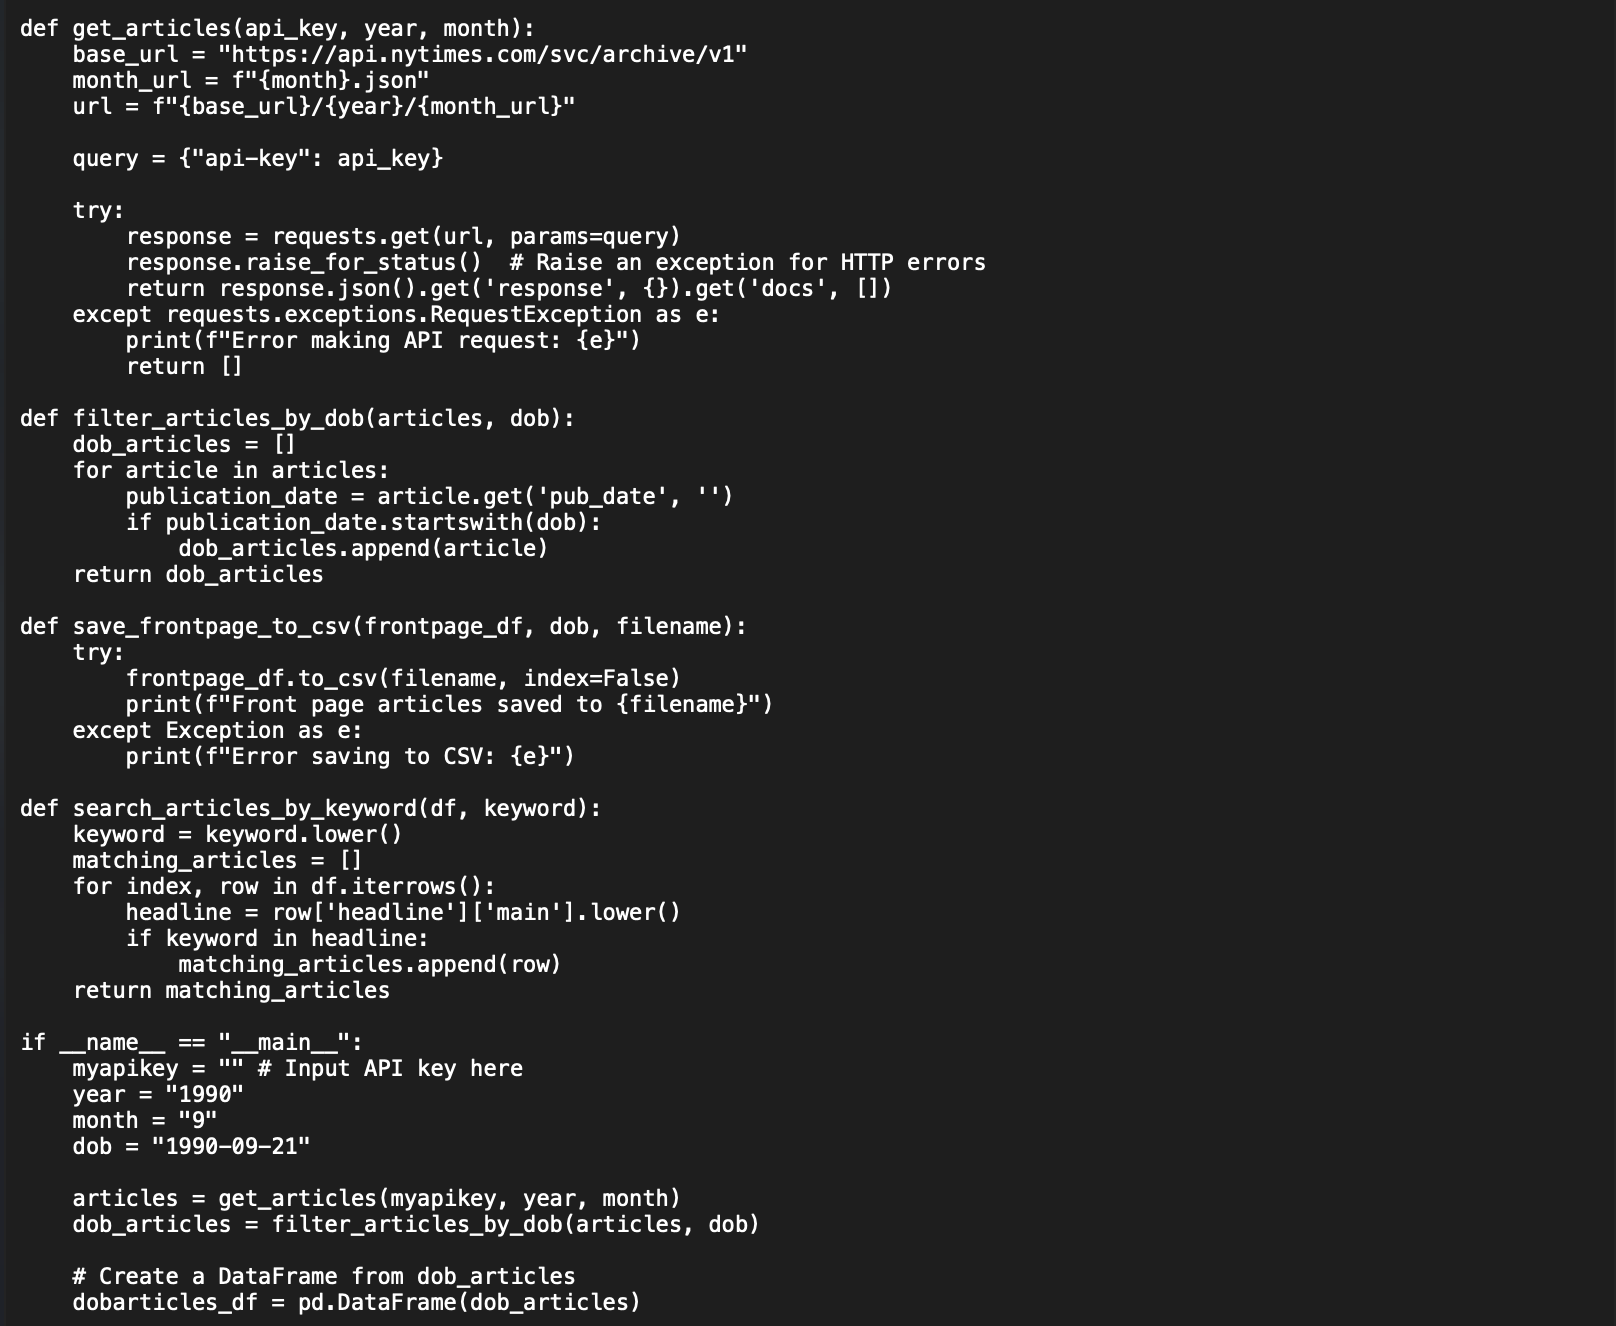 def get_articles(api_key, year, month):
    base_url = "https://api.nytimes.com/svc/archive/v1"
    month_url = f"{month}.json"
    url = f"{base_url}/{year}/{month_url}"

    query = {"api-key": api_key}

    try:
        response = requests.get(url, params=query)
        response.raise_for_status()  # Raise an exception for HTTP errors
        return response.json().get('response', {}).get('docs', [])
    except requests.exceptions.RequestException as e:
        print(f"Error making API request: {e}")
        return []

def filter_articles_by_dob(articles, dob):
    dob_articles = []
    for article in articles:
        publication_date = article.get('pub_date', '')
        if publication_date.startswith(dob):
            dob_articles.append(article)
    return dob_articles

def save_frontpage_to_csv(frontpage_df, dob, filename):
    try:
        frontpage_df.to_csv(filename, index=False)
        print(f"Front page articles saved to {filename}")
    except Exception as e:
        print(f"Error saving to CSV: {e}")

def search_articles_by_keyword(df, keyword):
    keyword = keyword.lower()
    matching_articles = []
    for index, row in df.iterrows():
        headline = row['headline']['main'].lower()
        if keyword in headline:
            matching_articles.append(row)
    return matching_articles

if __name__ == "__main__":
    myapikey = "" # Input API key here
    year = "1990"
    month = "9"
    dob = "1990-09-21"

    articles = get_articles(myapikey, year, month)
    dob_articles = filter_articles_by_dob(articles, dob)

    # Create a DataFrame from dob_articles
    dobarticles_df = pd.DataFrame(dob_articles)